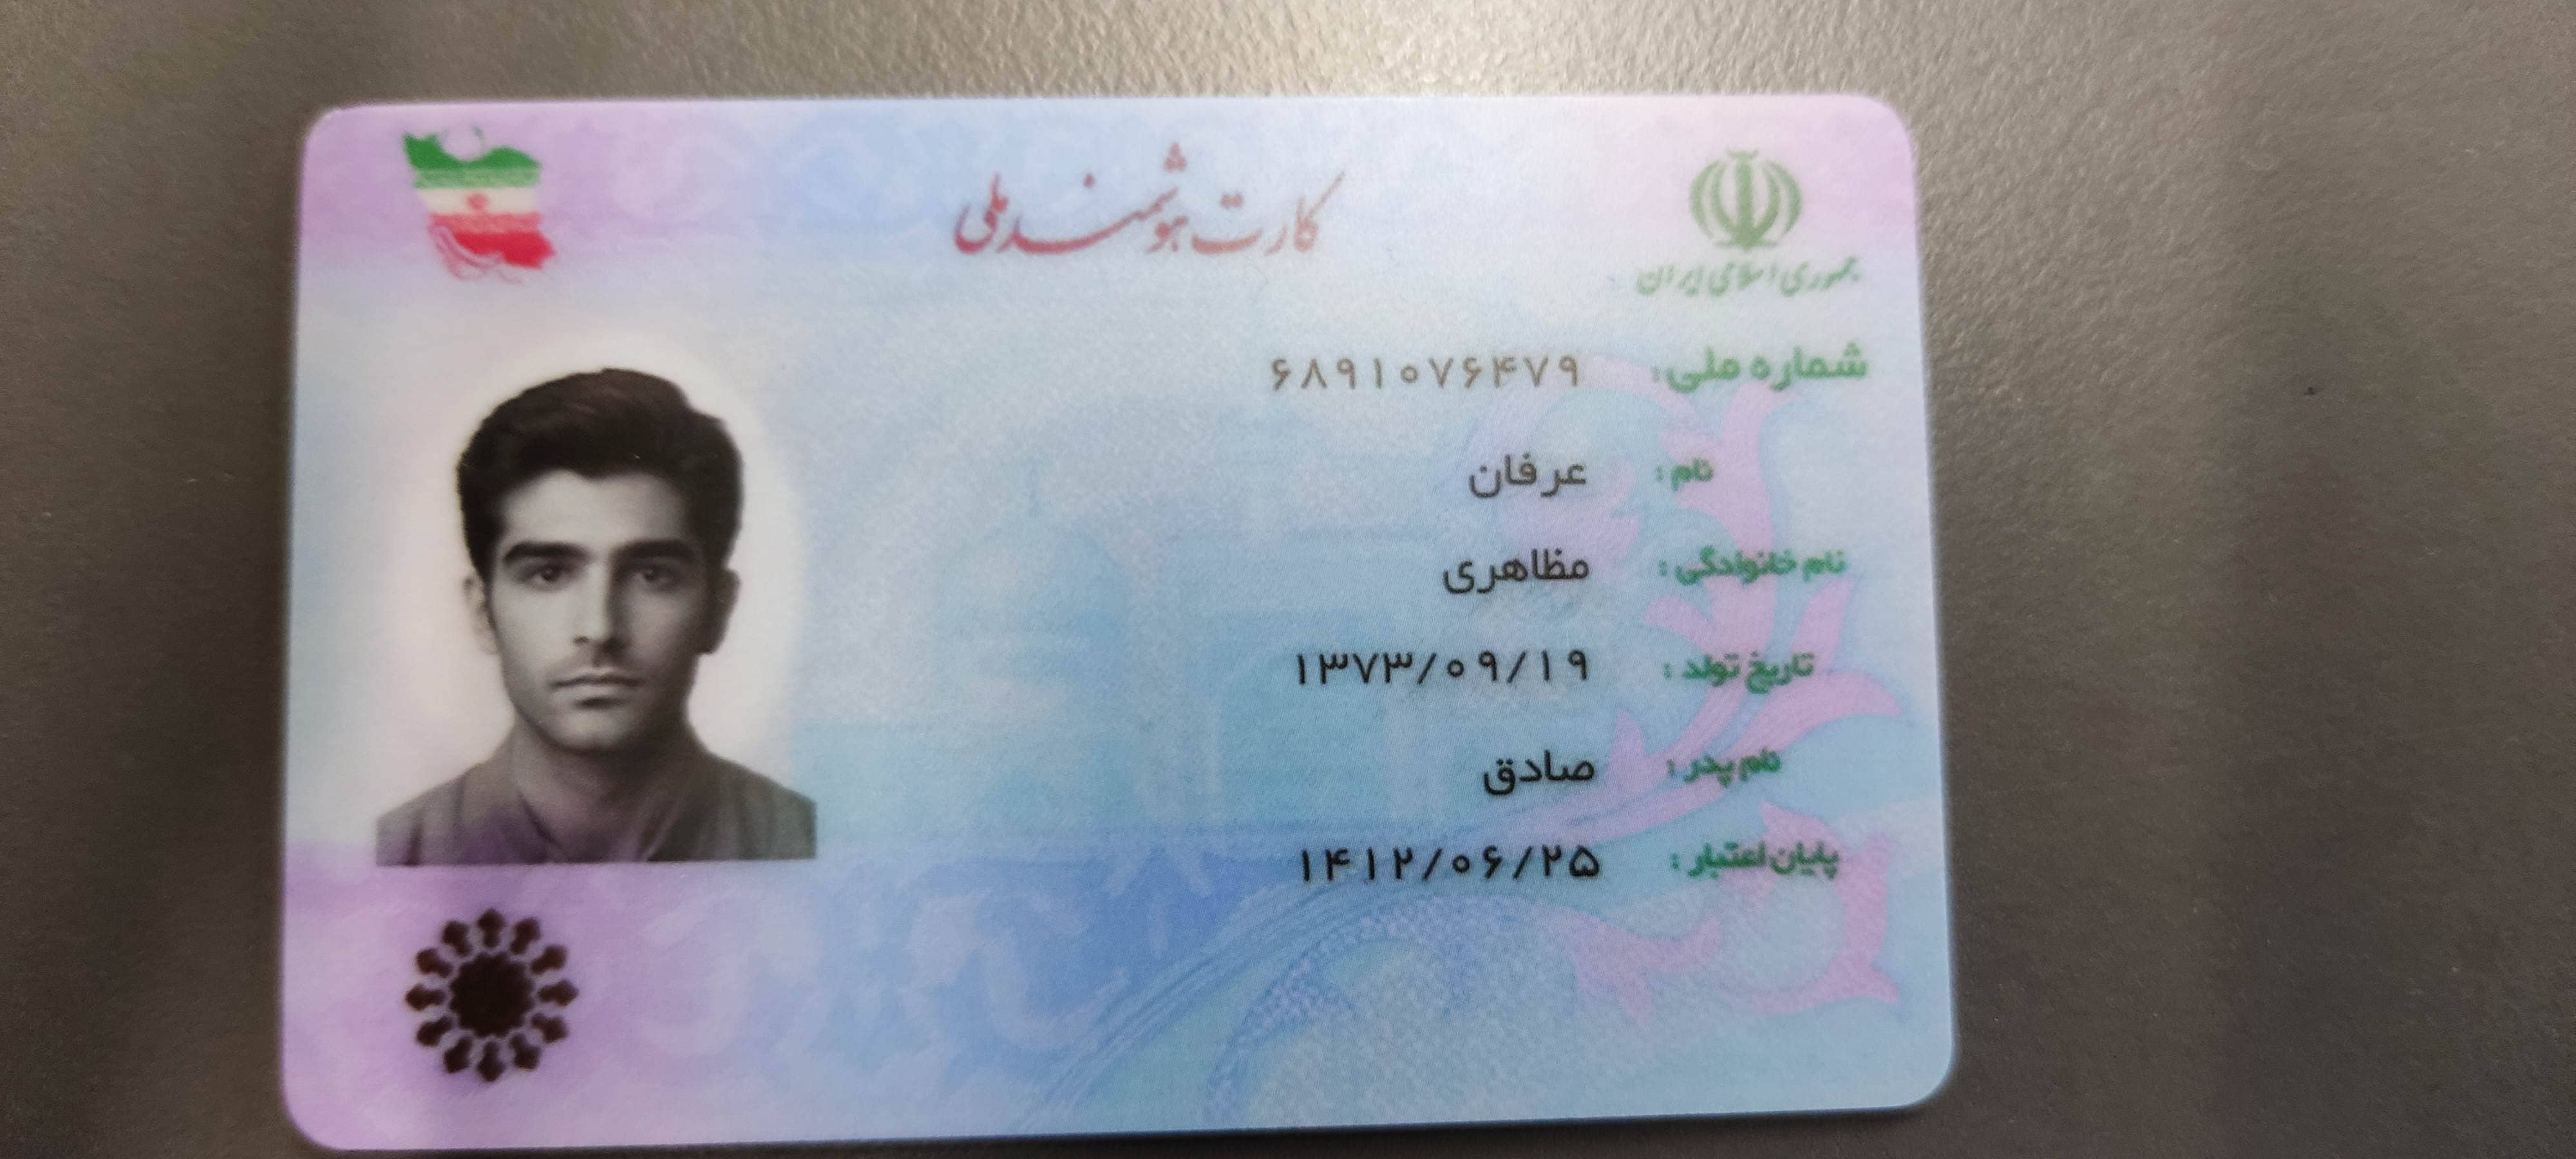 کارت هوشمند ملی
جمهوری اسلامی ایران
شماره ملی: ۶۸۹۱۰۷۶۴۷۹
نام: عرفان
نام خانوادگی: مظاهری
تاریخ تولد: ۱۳۷۳/۰۹/۱۹
نام پدر: صادق
پایان اعتبار: ۱۴۱۲/۰۶/۲۵